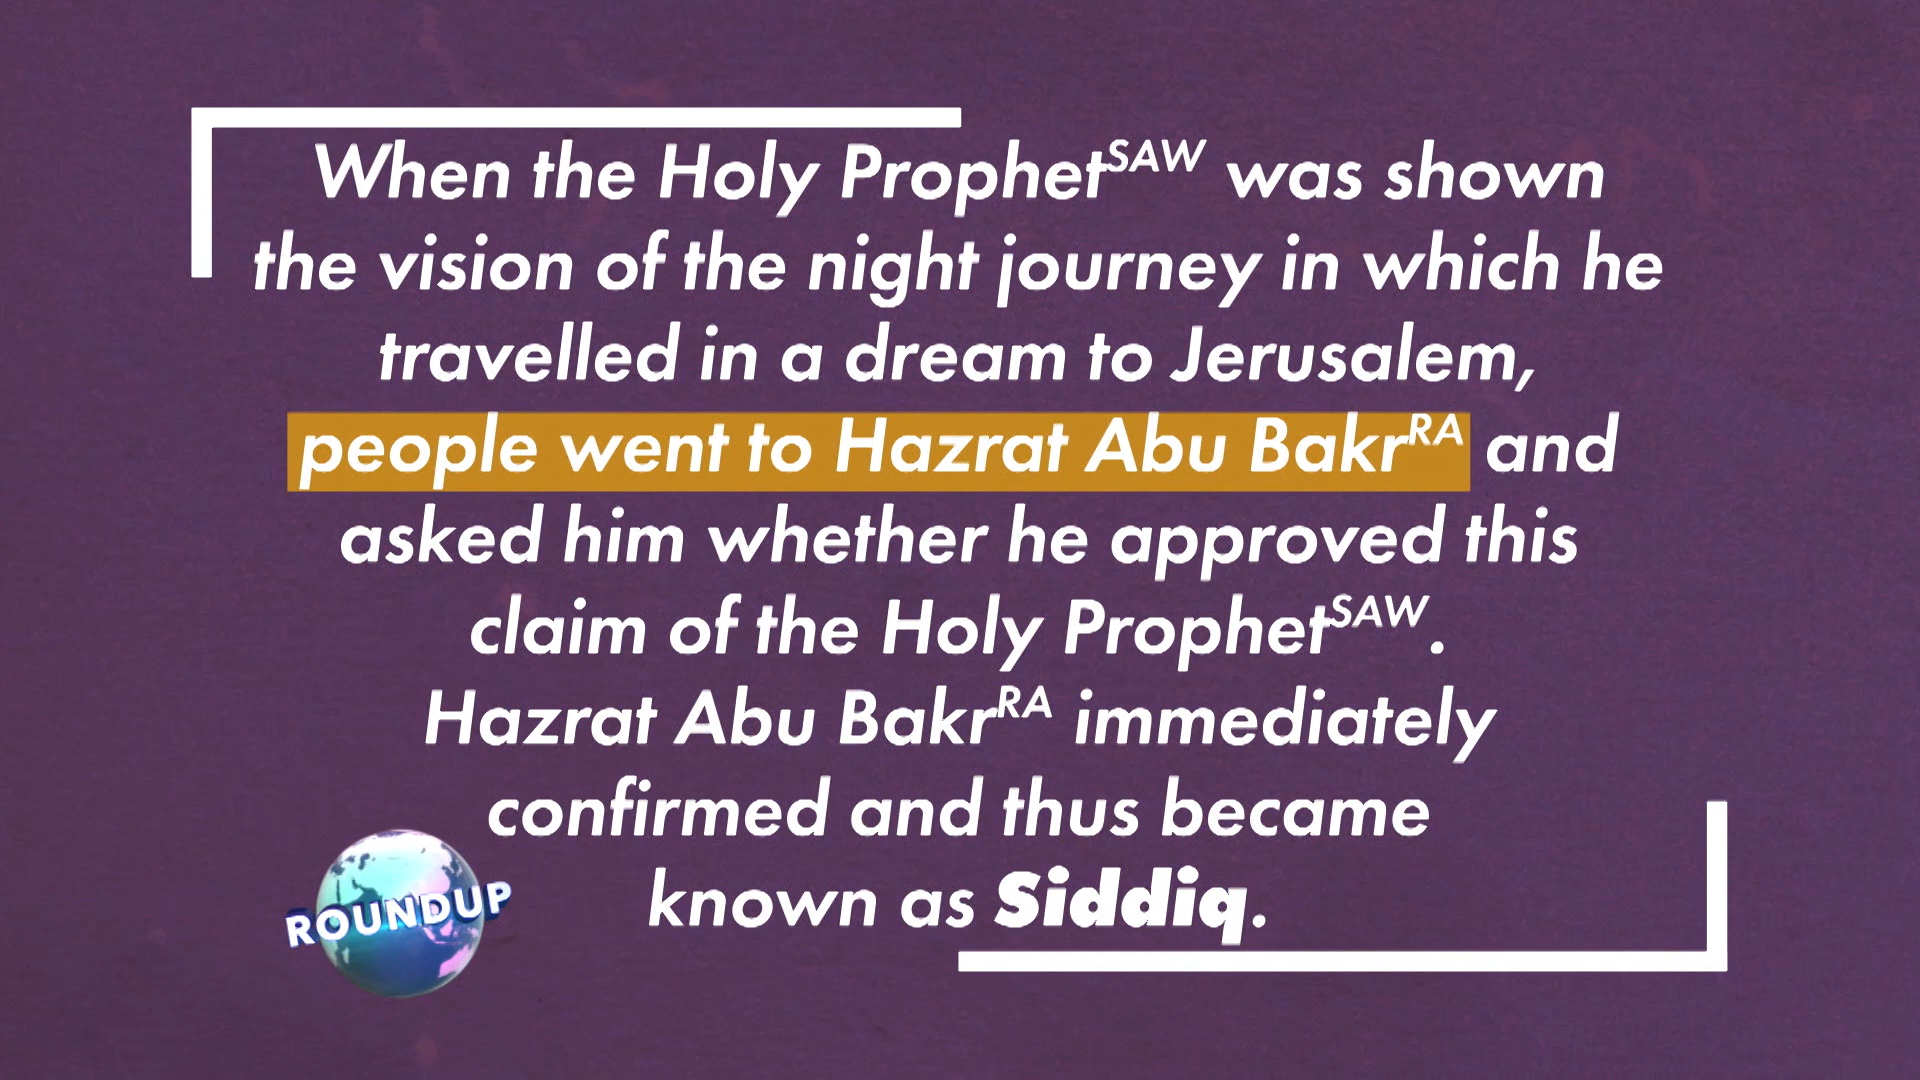 When the Holy ProphetSAW was shown
the vision of the night journey in which he
travelled in a dream to Jerusalem,
people went to Hazrat Abu BakrRA and
asked him whether he approved this
claim of the Holy ProphetSAW.
Hazrat Abu BakrRA immediately
confirmed and thus became
known as Siddiq.
ROUNDUP